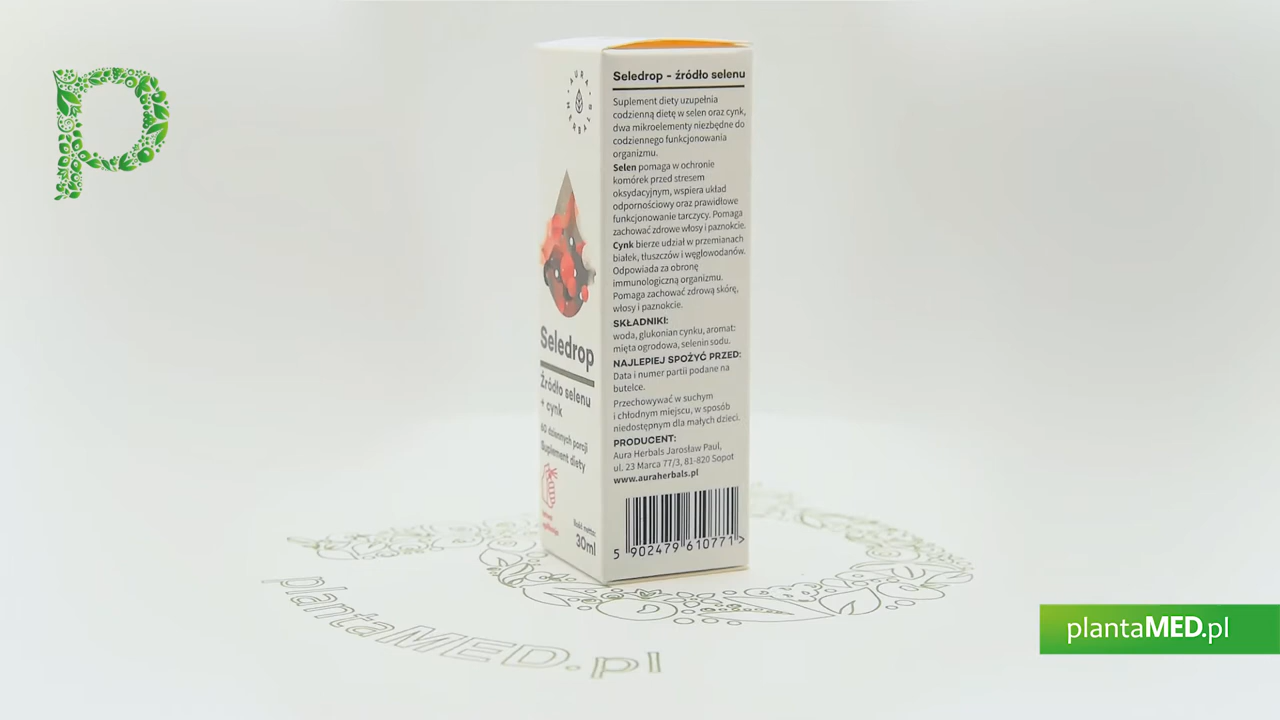 AURA HERBALS
Seledrop
Źródło selenu
+ cynk
60 dziennych porcji
Suplement diety
Ilość netto:
30ml
Seledrop - źródło selenu
Suplement diety uzupełnia
codzienną dietę w selen oraz cynk,
dwa mikroelementy niezbędne do
codziennego funkcjonowania
organizmu.
Selen pomaga w ochronie
komórek przed stresem
oksydacyjnym, wspiera układ
odpornościowy oraz prawidłowe
funkcjonowanie tarczycy. Pomaga
zachować zdrowe włosy i paznokcie.
Cynk bierze udział w przemianach
białek, tłuszczów i węglowodanów.
Odpowiada za obronę
immunologiczną organizmu.
Pomaga zachować zdrową skórę,
włosy i paznokcie.
SKŁADNIKI:
woda, glukonian cynku, aromat:
mięta ogrodowa, selenin sodu.
NAJLEPIEJ SPOŻYĆ PRZED:
Data i numer partii podane na
butelce.
Przechowywać w suchym
i chłodnym miejscu, w sposób
niedostępnym dla małych dzieci.
PRODUCENT:
Aura Herbals Jarosław Paul,
ul. 23 Marca 77/3, 81-820 Sopot
www.auraherbals.pl
5 902479 610771 >
plantaMED.pl
plantaMED.pl